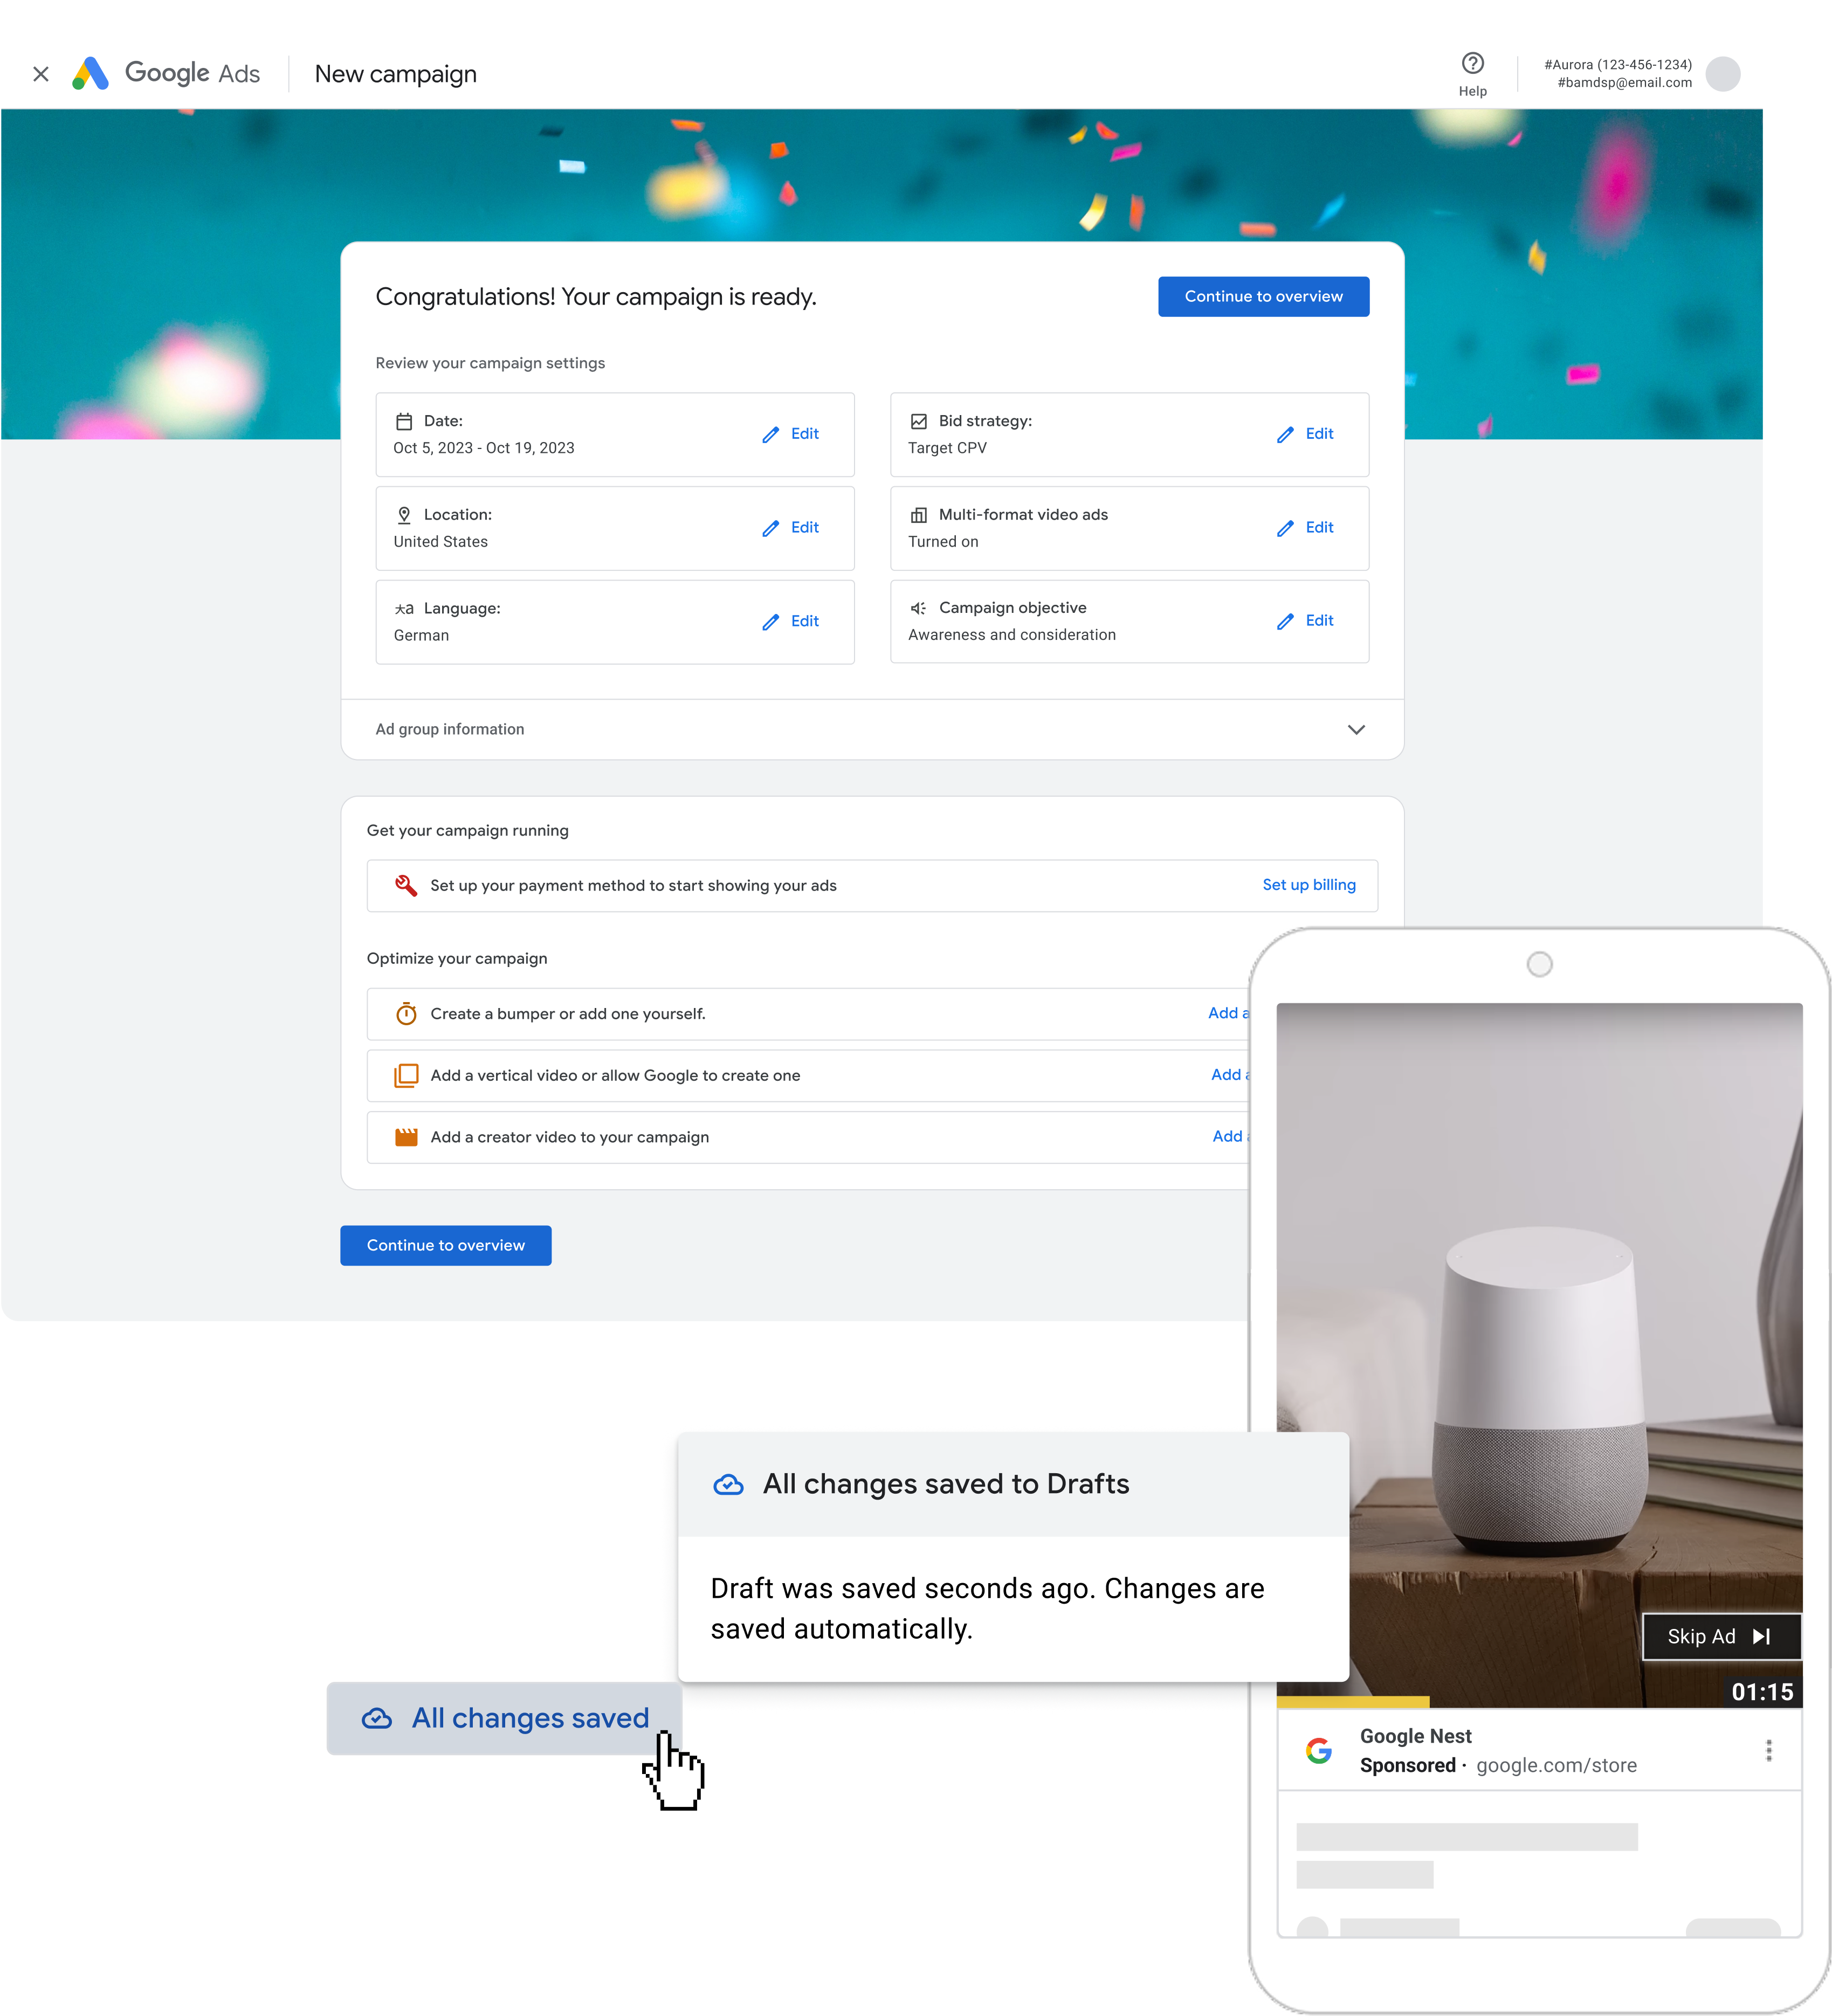 Google Ads
New campaign
Help
#Aurora (123-456-1234)
#bamdsp@email.com
Congratulations! Your campaign is ready.
Continue to overview
Review your campaign settings
Date:
Oct 5, 2023 - Oct 19, 2023
Edit
Bid strategy:
Target CPV
Edit
Location:
United States
Edit
Multi-format video ads
Turned on
Edit
Language:
German
Edit
Campaign objective
Awareness and consideration
Edit
Ad group information
Get your campaign running
Set up your payment method to start showing your ads
Set up billing
Optimize your campaign
Create a bumper or add one yourself.
Add a
Add a vertical video or allow Google to create one
Add a
Add a creator video to your campaign
Add
Continue to overview
All changes saved to Drafts
Draft was saved seconds ago. Changes are
saved automatically.
All changes saved
Skip Ad
01:15
Google Nest
Sponsored · google.com/store